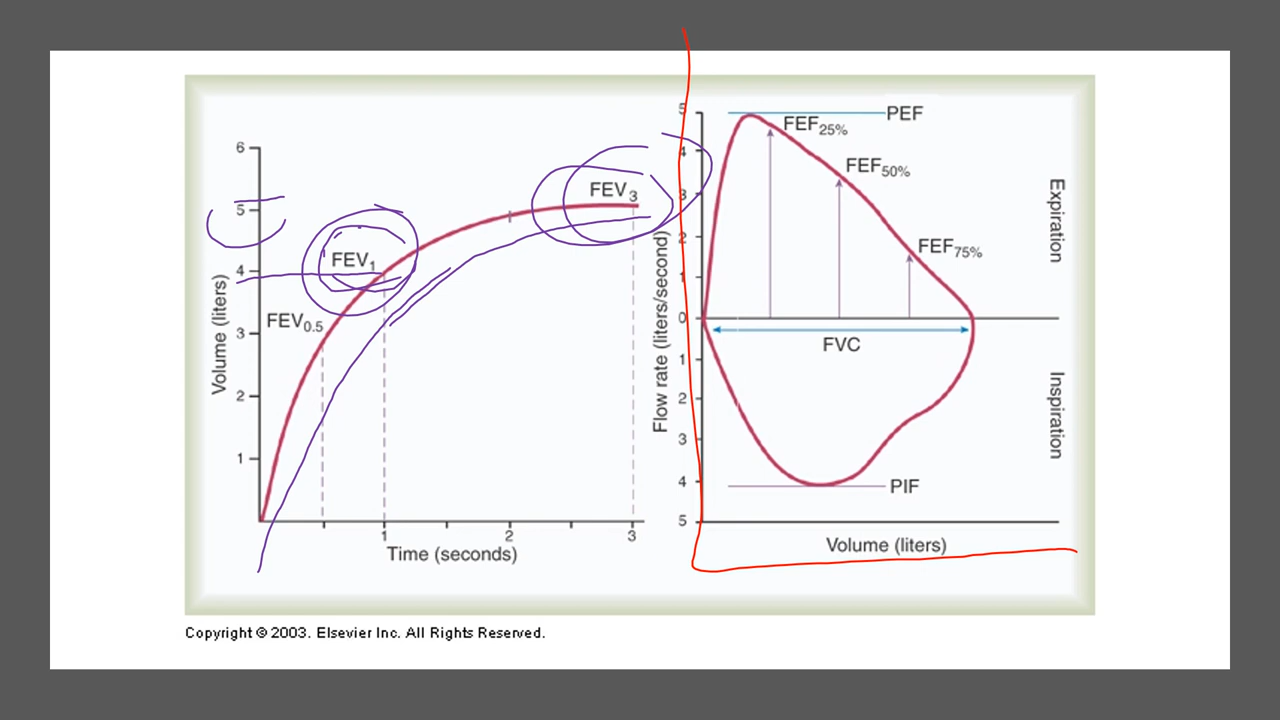 6
5
4
3
2
1
Volume (liters)
FEV0.5
FEV1
FEV3
1
2
3
Time (seconds)
5
4
3
2
1
0
1
2
3
4
5
Flow rate (liters/second)
PEF
FEF25%
FEF50%
FEF75%
FVC
PIF
Expiration
Inspiration
Volume (liters)
Copyright © 2003. Elsevier Inc. All Rights Reserved.